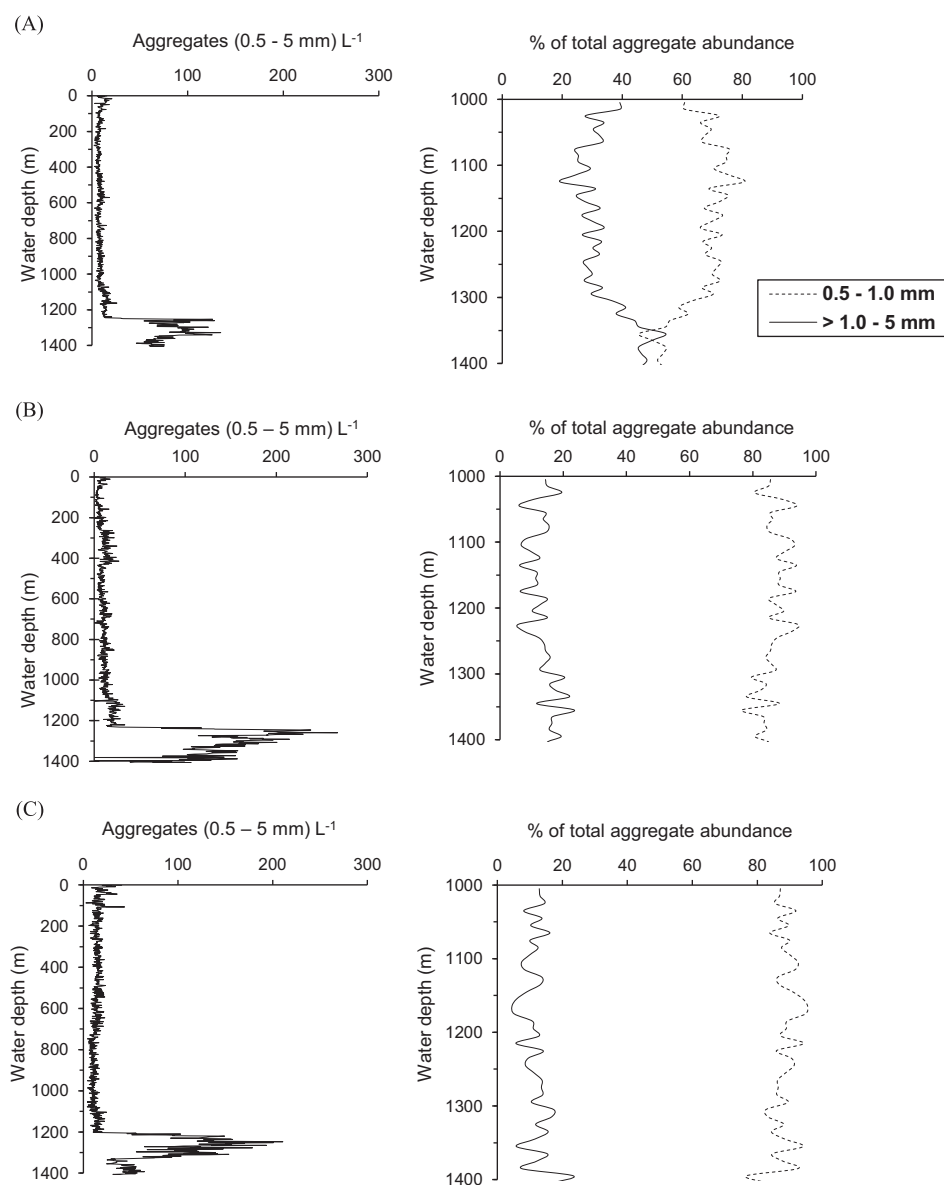 (A)
Aggregates (0.5 - 5 mm) L-1
0 100 200 300
0
200
400
600
800
1000
1200
1400
Water depth (m)
% of total aggregate abundance
0 20 40 60 80 100
1000
1100
1200
1300
1400
Water depth (m)
0.5 - 1.0 mm
> 1.0 - 5 mm
(B)
Aggregates (0.5 – 5 mm) L-1
0 100 200 300
0
200
400
600
800
1000
1200
1400
Water depth (m)
% of total aggregate abundance
0 20 40 60 80 100
1000
1100
1200
1300
1400
Water depth (m)
(C)
Aggregates (0.5 – 5 mm) L-1
0 100 200 300
0
200
400
600
800
1000
1200
1400
Water depth (m)
% of total aggregate abundance
0 20 40 60 80 100
1000
1100
1200
1300
1400
Water depth (m)